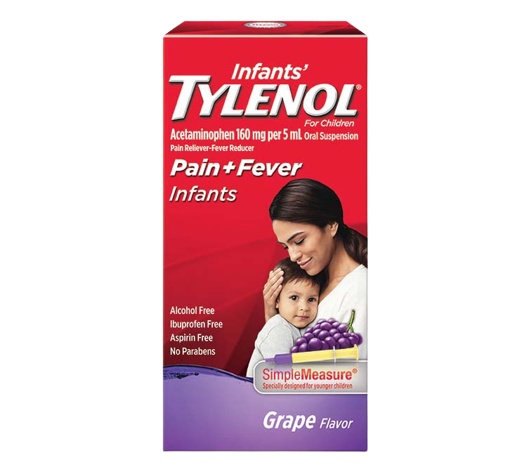 Infants’
TYLENOL®
For Children
Acetaminophen 160 mg per 5 mL Oral Suspension
Pain Reliever-Fever Reducer
Pain+Fever
Infants
Alcohol Free
Ibuprofen Free
Aspirin Free
No Parabens
SimpleMeasure®
Specially designed for younger children
Grape Flavor